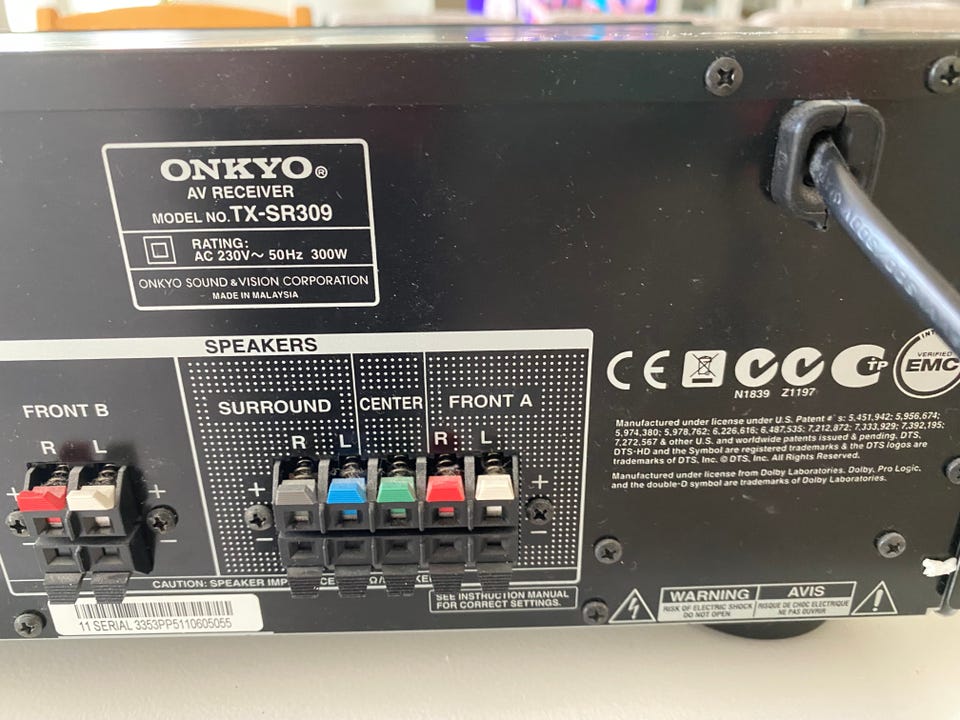 ONKYO®
AV RECEIVER
MODEL NO. TX-SR309
RATING:
AC 230V~ 50Hz 300W
ONKYO SOUND & VISION CORPORATION
MADE IN MALAYSIA
SPEAKERS
FRONT B
SURROUND
CENTER
FRONT A
R L
R L
R L
+ +
+ +
- -
- -
CAUTION: SPEAKER
SEE INSTRUCTION MANUAL
FOR CORRECT SETTINGS.
11 SERIAL 3353PP5110605055
CE
N1839 Z1197
TP
VERIFIED
EMC
Manufactured under license under U.S. Patent #'s: 5,451,942; 5,956,674;
5,974,380; 5,978,762; 6,226,616; 6,487,535; 7,212,872; 7,333,929; 7,392,195;
7,272,567 & other U.S. and worldwide patents issued & pending. DTS,
DTS-HD and the Symbol are registered trademarks & the DTS logos are
trademarks of DTS, Inc. © DTS, Inc. All Rights Reserved.
Manufactured under license from Dolby Laboratories. Dolby, Pro Logic,
and the double-D symbol are trademarks of Dolby Laboratories.
WARNING
RISK OF ELECTRIC SHOCK
DO NOT OPEN
AVIS
RISQUE DE CHOC ELECTRIQUE
NE PAS OUVRIR